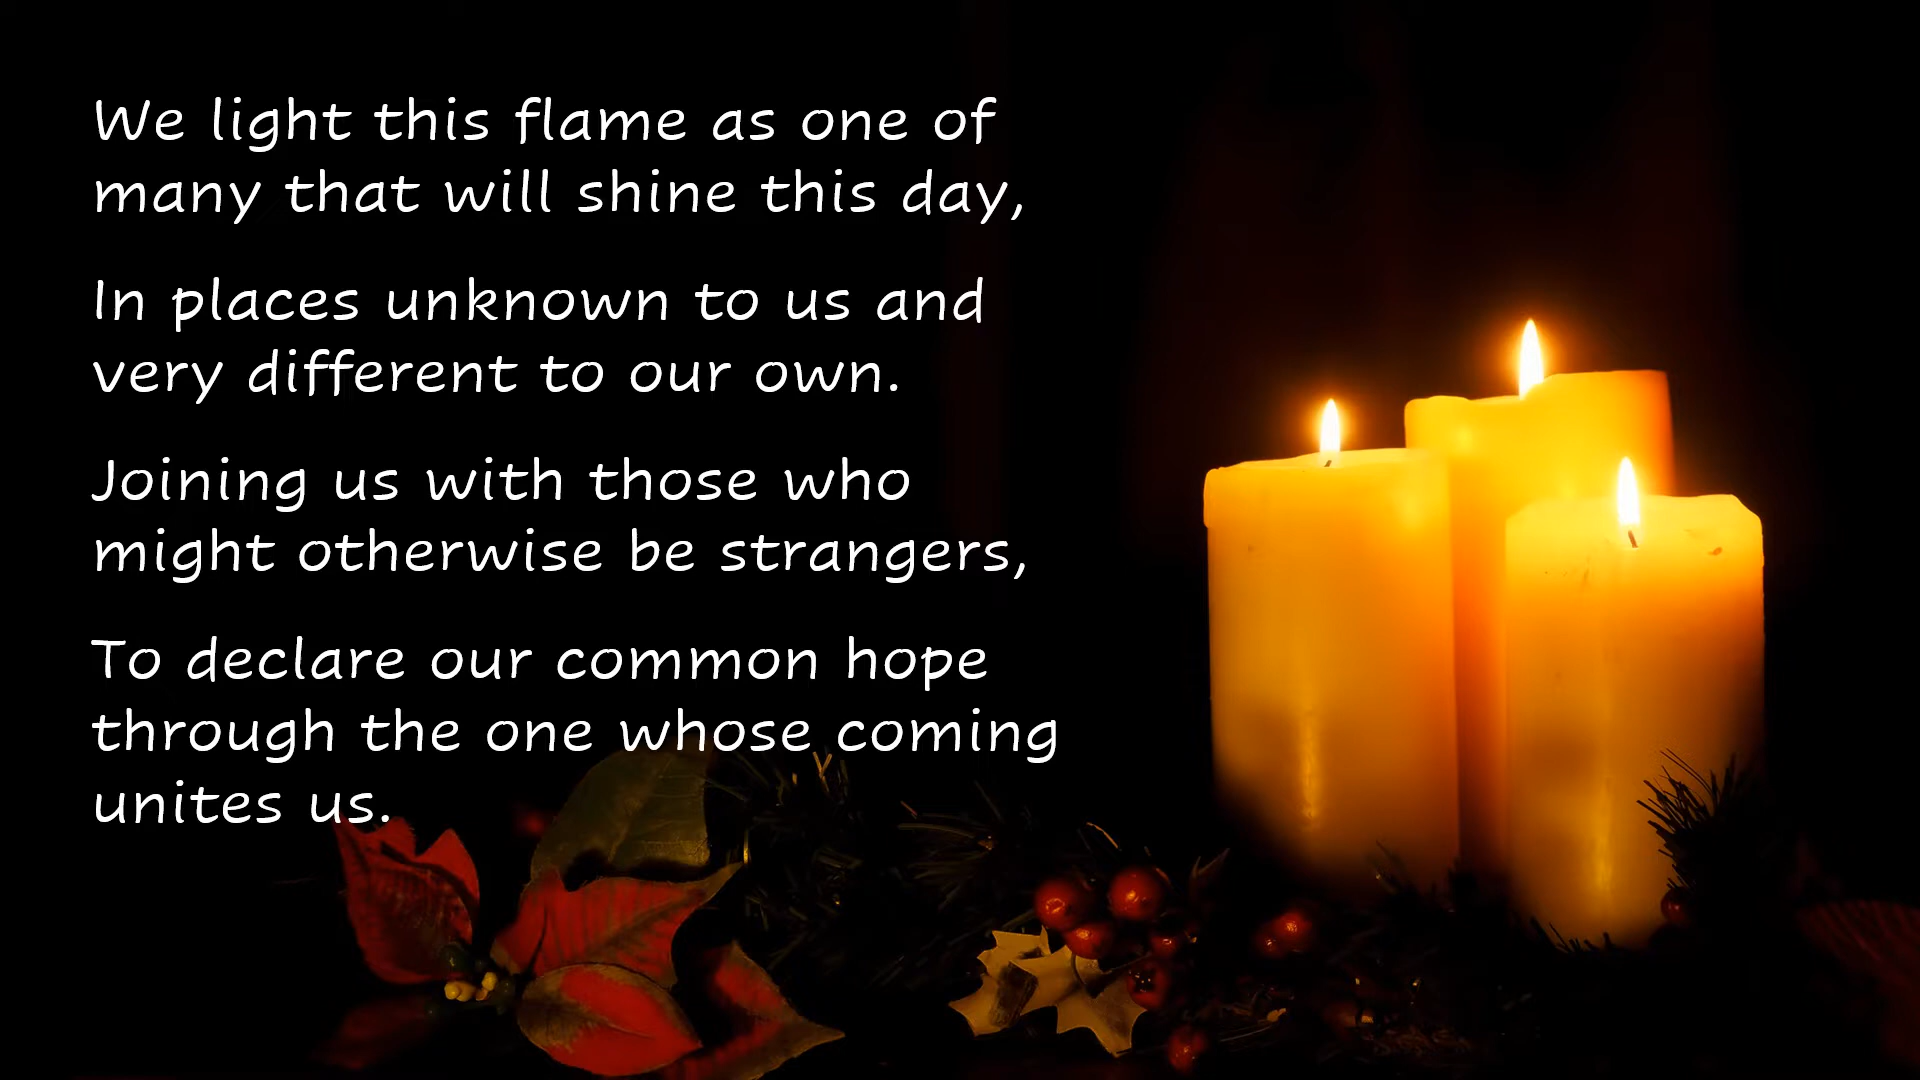 We light this flame as one of
many that will shine this day,
In places unknown to us and
very different to our own.
Joining us with those who
might otherwise be strangers,
To declare our common hope
through the one whose coming
unites us.